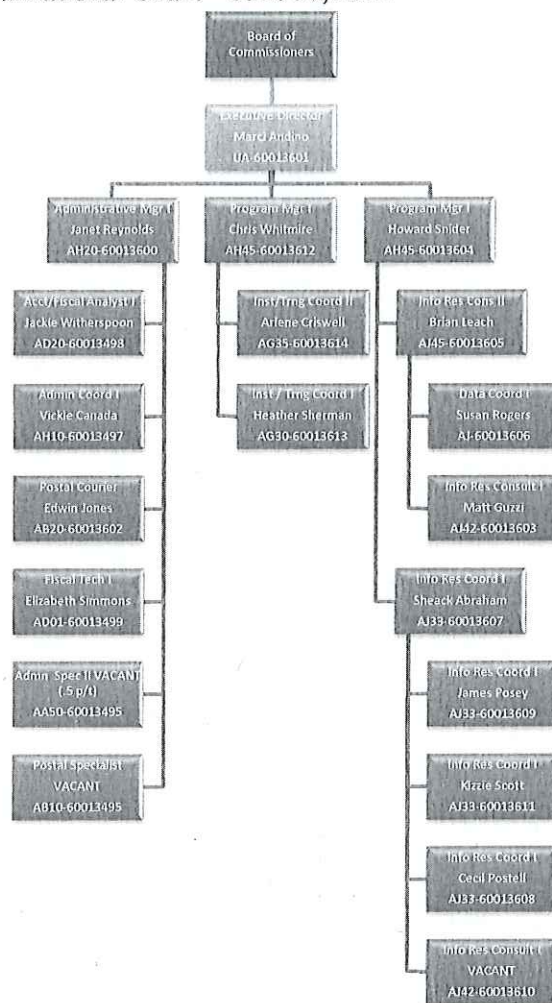 Board of
Commissioners
Executive Director
Marci Andino
UA-60013601
Administrative Mgr I
Janet Reynolds
AH20-60013600
Program Mgr I
Chris Whitmire
AH45-60013612
Program Mgr I
Howard Snider
AH45-60013604
Acct/Fiscal Analyst I
Jackie Witherspoon
AD20-60013498
Admin Coord I
Vickie Canada
AH10-60013497
Postal Courier
Edwin Jones
AB20-60013602
Fiscal Tech I
Elizabeth Simmons
AD01-60013499
Admn Spec II VACANT
(.5 p/t)
AA50-60013495
Postal Specialist
VACANT
AB10-60013495
Inst/Trng Coord II
Arlene Criswell
AG35-60013614
Inst / Trng Coord I
Heather Sherman
AG30-60013613
Info Res Cons II
Brian Leach
AJ45-60013605
Data Coord I
Susan Rogers
AJ-60013606
Info Res Consult I
Matt Guzzi
AJ42-60013603
Info Res Coord I
Sheack Abraham
AJ33-60013607
Info Res Coord I
James Posey
AJ33-60013609
Info Res Coord I
Kizzie Scott
AJ33-60013611
Info Res Coord I
Cecil Postell
AJ33-60013608
Info Res Consult I
VACANT
AJ42-60013610